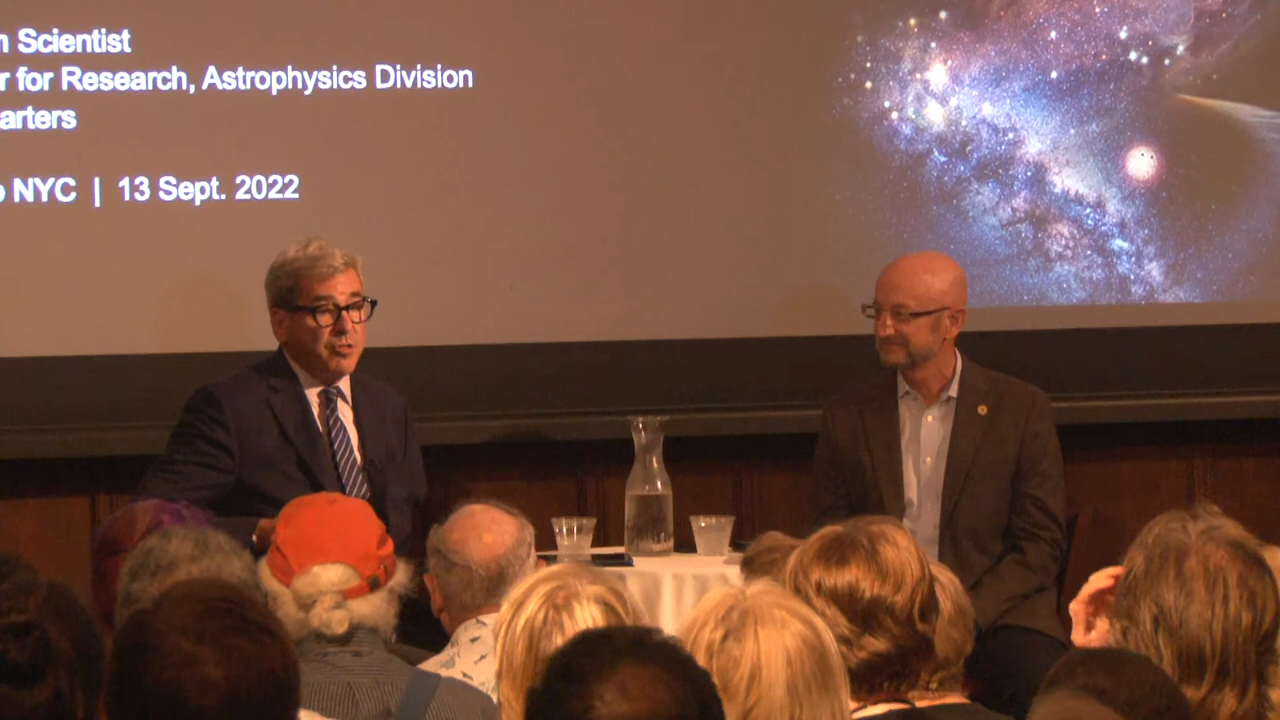 n Scientist
r for Research, Astrophysics Division
arters
o NYC | 13 Sept. 2022